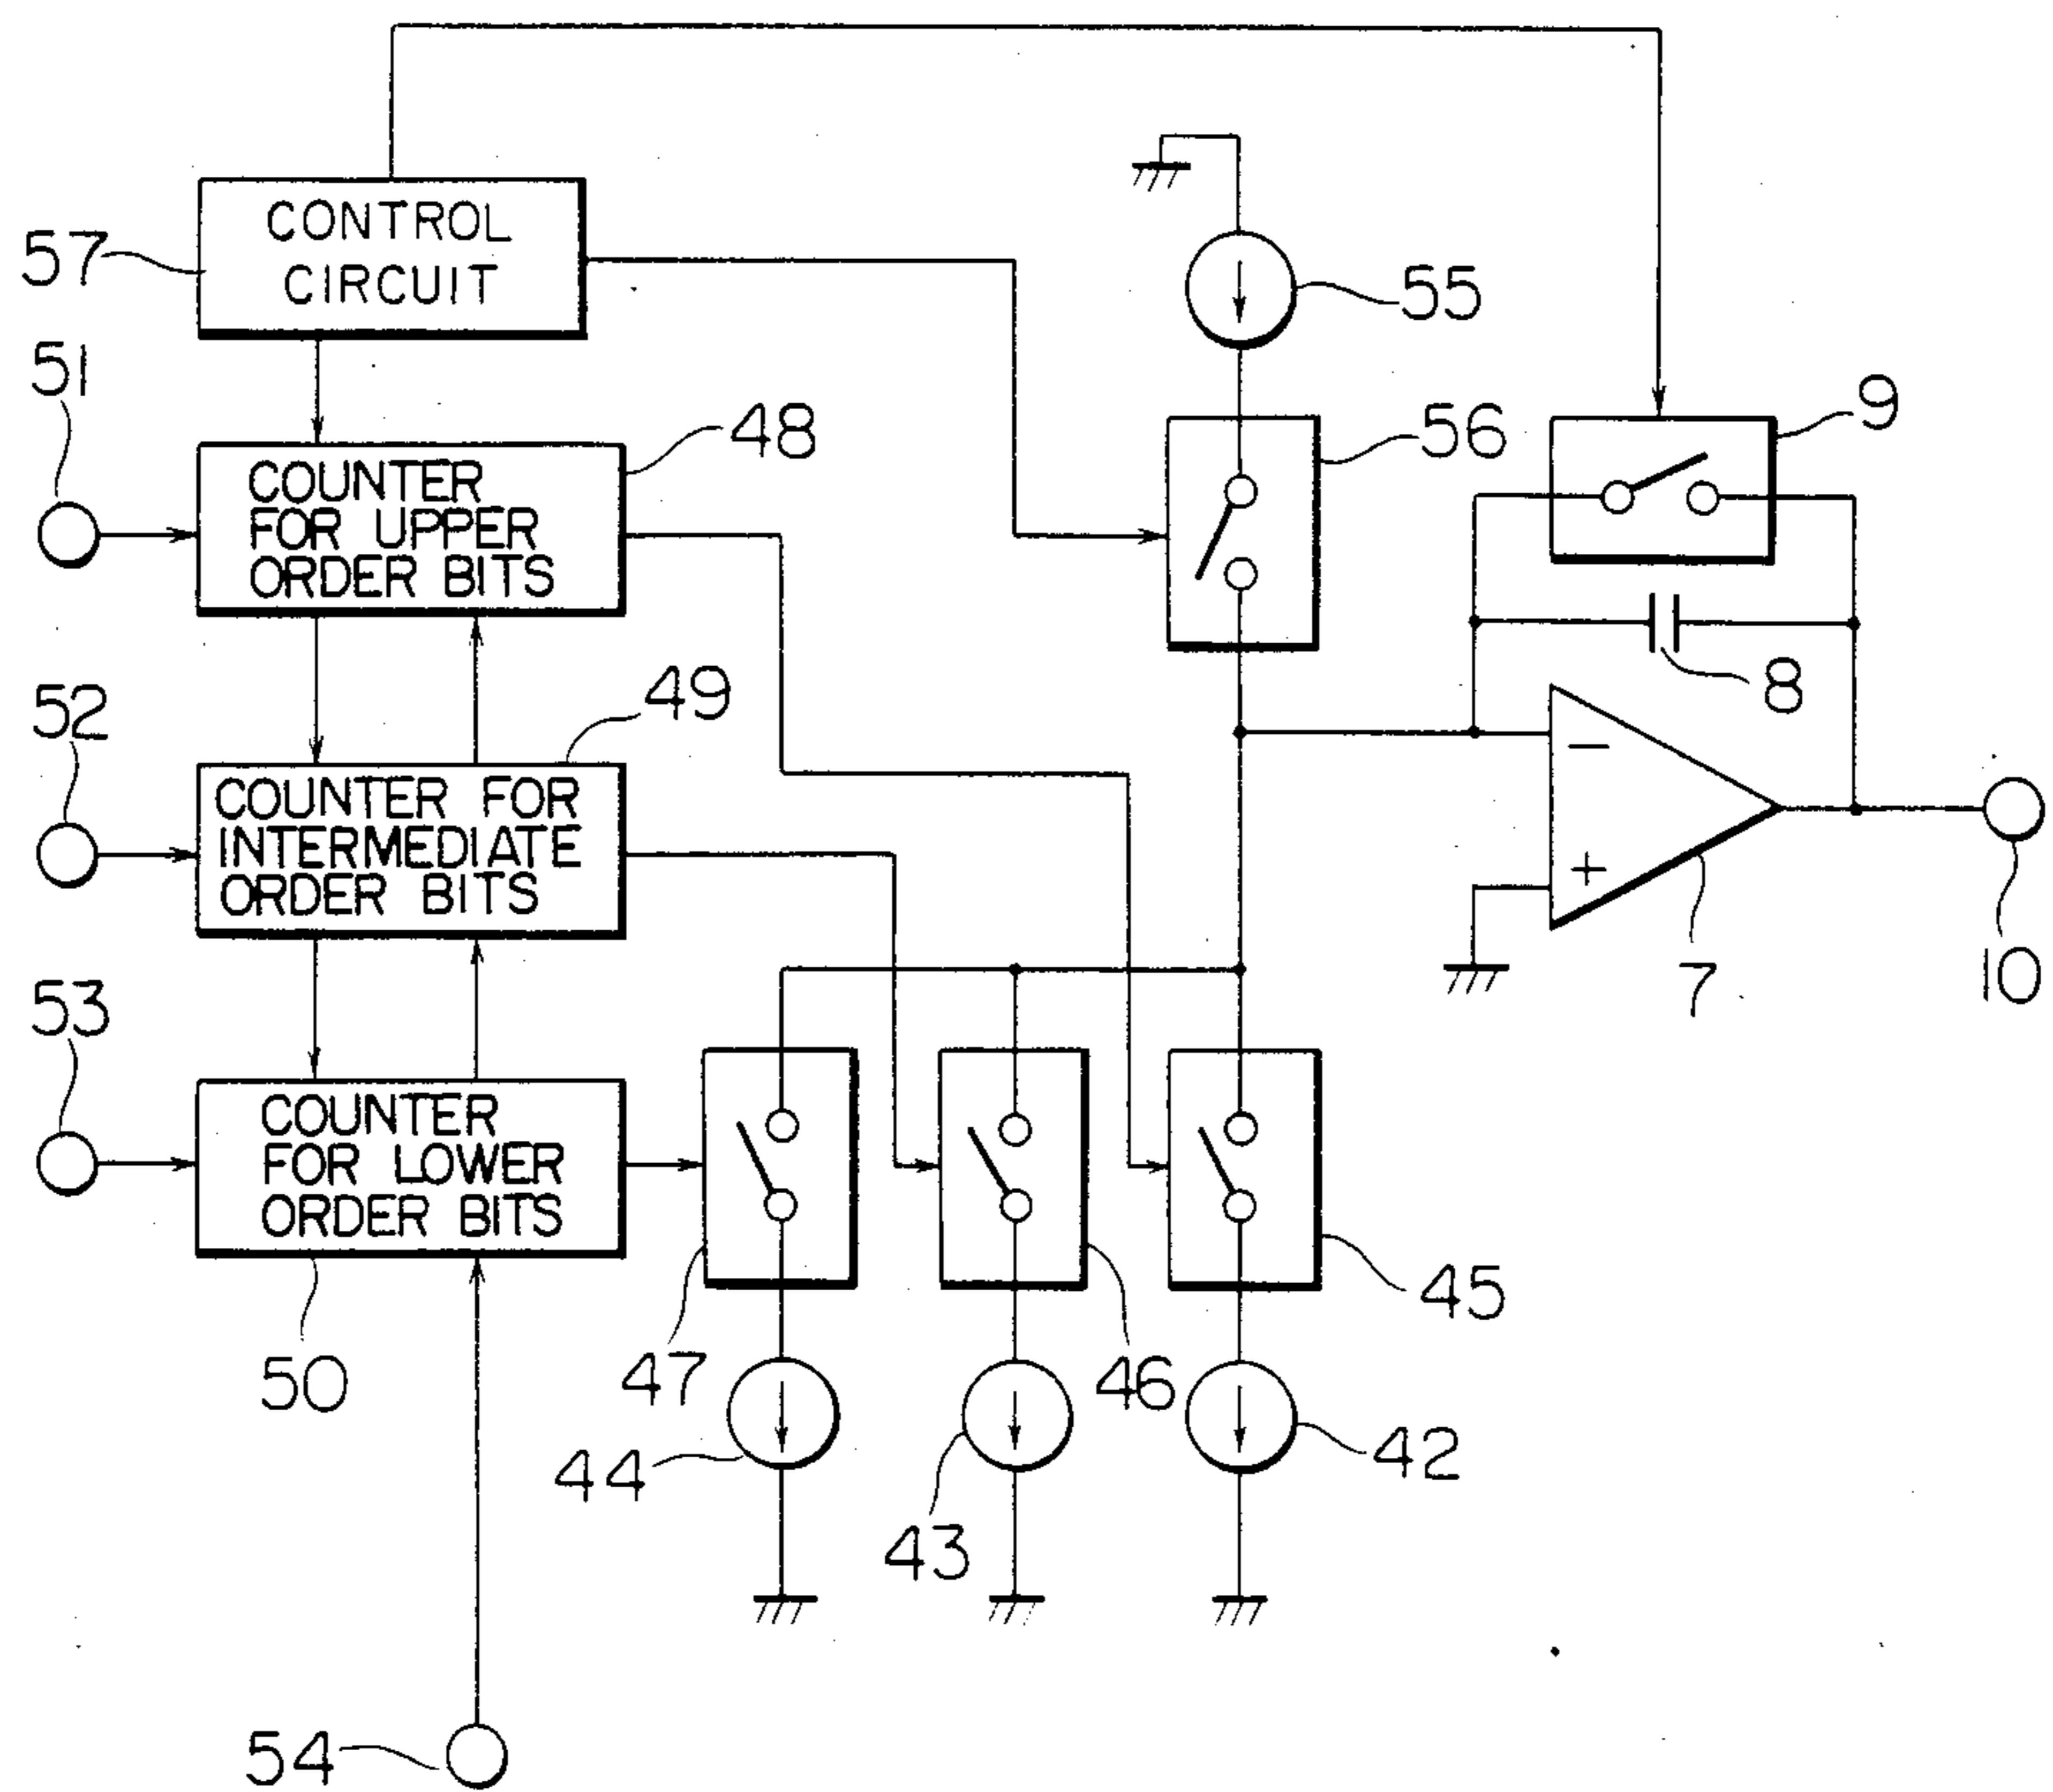 CONTROL
CIRCUIT
57
55
51
9
48
56
COUNTER
FOR UPPER
ORDER BITS
8
49
52
COUNTER FOR
INTERMEDIATE
ORDER BITS
−
+
7
10
53
COUNTER
FOR LOWER
ORDER BITS
45
50
47
46
44
42
43
54